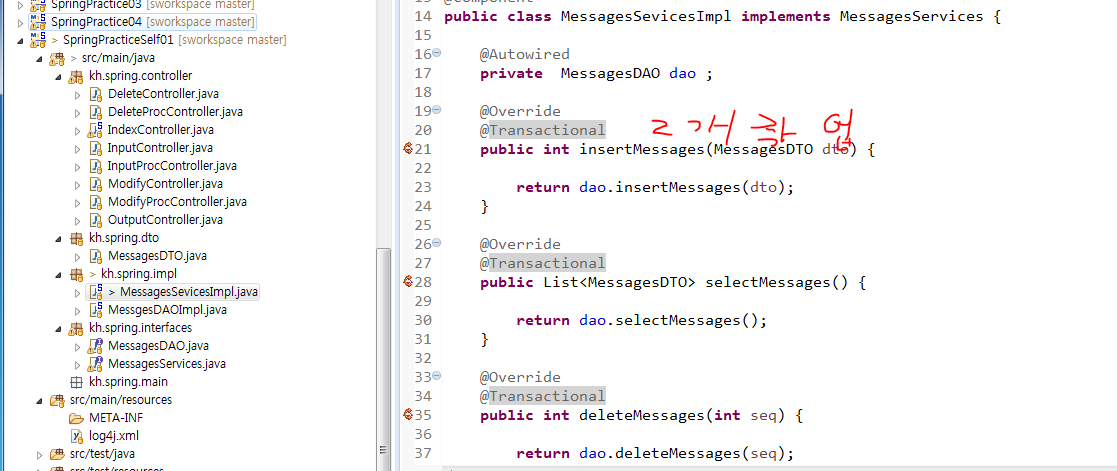 SpringPractice03 [sworkspace master]
SpringPractice04 [sworkspace master]
> SpringPracticeSelf01 [sworkspace master]
> src/main/java
kh.spring.controller
DeleteController.java
DeleteProcController.java
IndexController.java
InputController.java
InputProcController.java
ModifyController.java
ModifyProcController.java
OutputController.java
kh.spring.dto
MessagesDTO.java
> kh.spring.impl
> MessagesSevicesImpl.java
MessgesDAOImpl.java
kh.spring.interfaces
MessagesDAO.java
MessagesServices.java
kh.spring.main
src/main/resources
META-INF
log4j.xml
src/test/java
src/test/resources
13 @Component
14 public class MessagesSevicesImpl implements MessagesServices {
15
16 @Autowired
17 private MessagesDAO dao ;
18
19 @Override
20 @Transactional
21 public int insertMessages(MessagesDTO dto) {
22
23 return dao.insertMessages(dto);
24 }
25
26 @Override
27 @Transactional
28 public List<MessagesDTO> selectMessages() {
29
30 return dao.selectMessages();
31 }
32
33 @Override
34 @Transactional
35 public int deleteMessages(int seq) {
36
37 return dao.deleteMessages(seq);